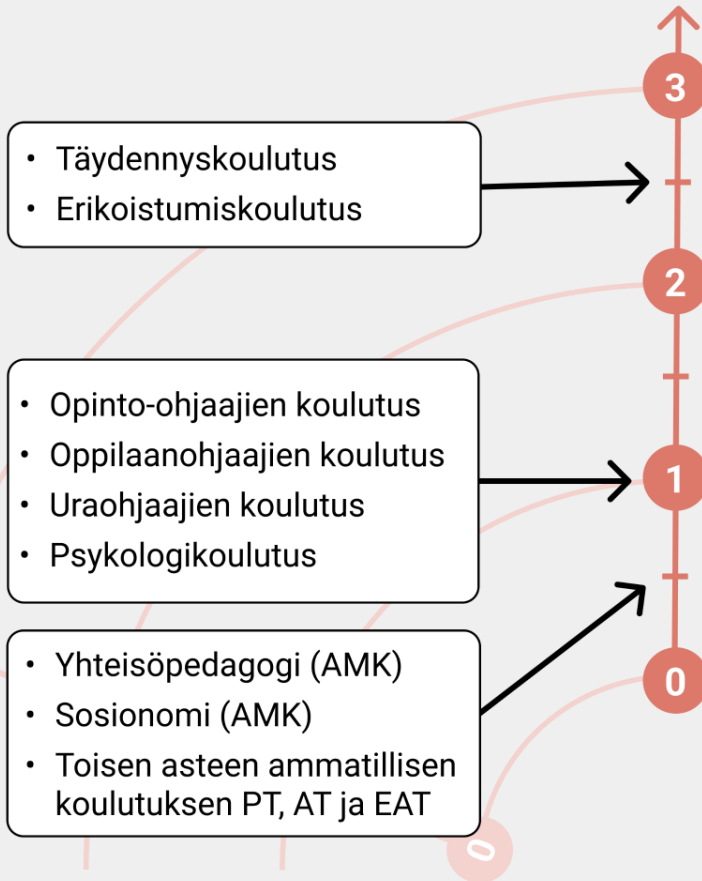 3
• Täydennyskoulutus
• Erikoistumiskoulutus
2
• Opinto-ohjaajien koulutus
• Oppilaanohjaajien koulutus
1
• Uraohjaajien koulutus
• Psykologikoulutus
• Yhteisöpedagogi (AMK)
0
• Sosionomi (AMK)
• Toisen asteen ammatillisen
koulutuksen PT, AT ja EAT
0